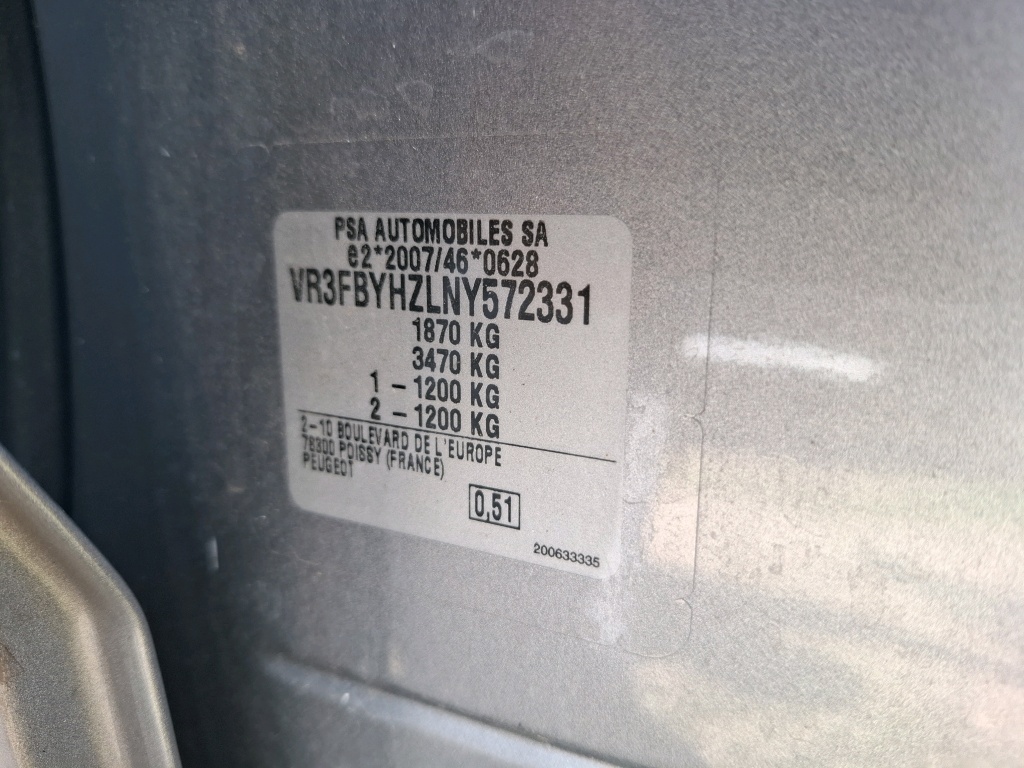 PSA AUTOMOBILES SA
e2*2007/46*0628
VR3FBYHZLNY572331
1870 KG
3470 KG
1 - 1200 KG
2 - 1200 KG
2-10 BOULEVARD DE L'EUROPE
78300 POISSY (FRANCE)
PEUGEOT
0,51
200633335